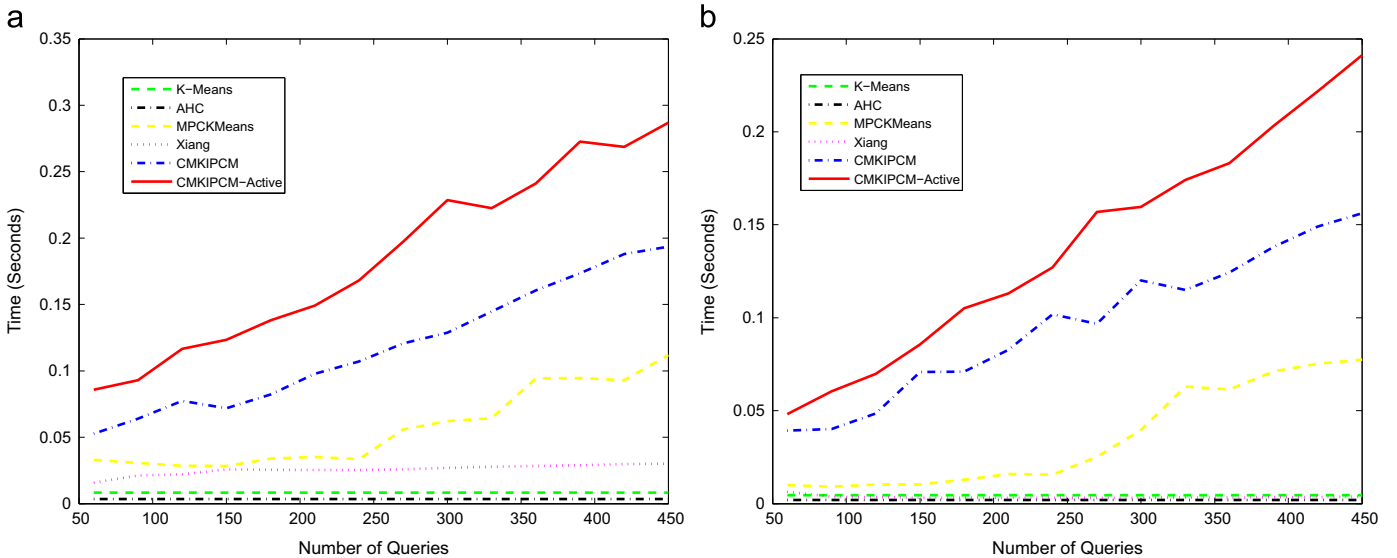 a
0.35
0.3
0.25
0.2
0.15
0.1
0.05
0
Time (Seconds)
K-Means
AHC
MPCKMeans
Xiang
CMKIPCM
CMKIPCM-Active
50 100 150 200 250 300 350 400 450
Number of Queries
b
0.25
0.2
0.15
0.1
0.05
0
Time (Seconds)
K-Means
AHC
MPCKMeans
Xiang
CMKIPCM
CMKIPCM-Active
50 100 150 200 250 300 350 400 450
Number of Queries